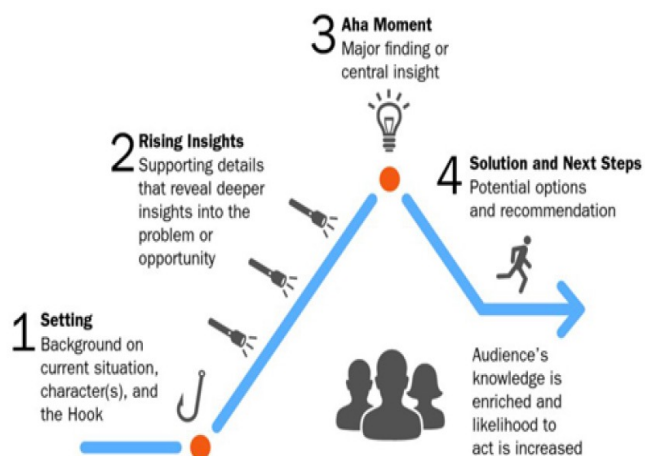 1 Setting
Background on
current situation,
character(s), and
the Hook
2 Rising Insights
Supporting details
that reveal deeper
insights into the
problem or
opportunity
3 Aha Moment
Major finding or
central insight
4 Solution and Next Steps
Potential options
and recommendation
Audience's
knowledge is
enriched and
likelihood to
act is increased